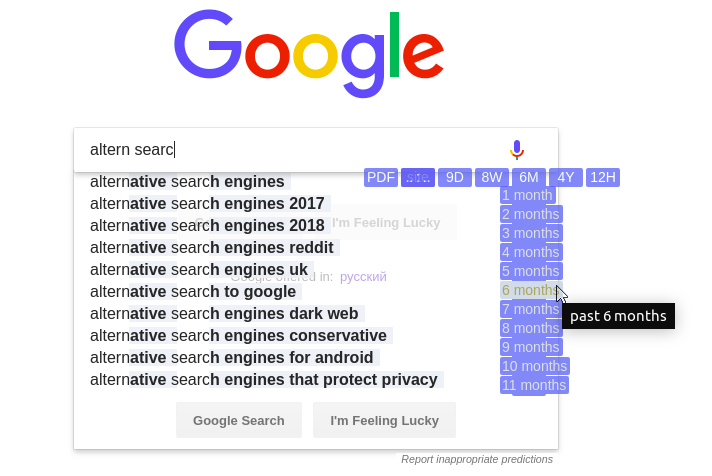 Google
altern searc
PDF site 9D 8W 6M 4Y 12H
alternative search engines
1 month
alternative search engines 2017
2 months
alternative search engines 2018
I'm Feeling Lucky
3 months
alternative search engines reddit
4 months
alternative search engines uk
Google offered in: русский
5 months
alternative search to google
6 months
past 6 months
alternative search engines dark web
7 months
alternative search engines conservative
8 months
alternative search engines for android
9 months
10 months
alternative search engines that protect privacy
11 months
Google Search I'm Feeling Lucky
Report inappropriate predictions